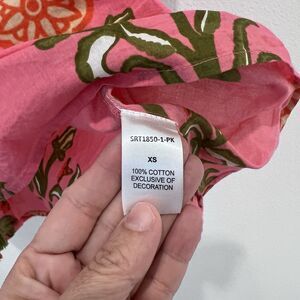 SRT1850-1-PK
XS
100% COTTON
EXCLUSIVE OF
DECORATION